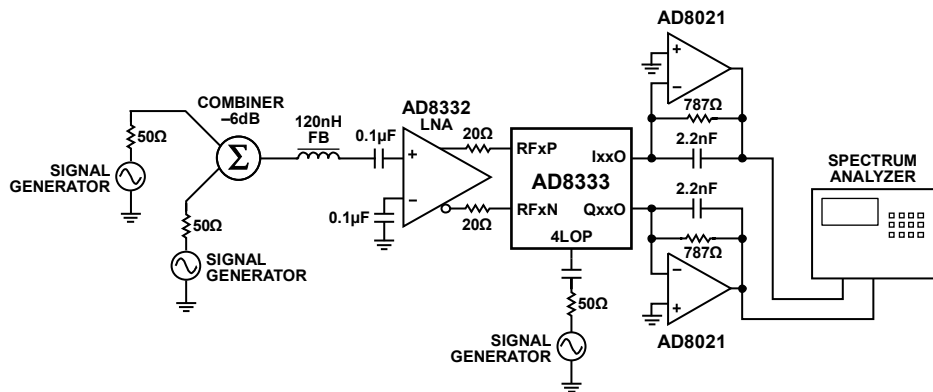 AD8021
COMBINER
–6dB
120nH
FB
0.1µF
AD8332
LNA
50Ω
SIGNAL
GENERATOR
Σ
+
–
20Ω
20Ω
0.1µF
50Ω
SIGNAL
GENERATOR
RFxP
IxxO
AD8333
RFxN
QxxO
4LOP
50Ω
SIGNAL
GENERATOR
+
–
787Ω
2.2nF
2.2nF
787Ω
–
+
AD8021
SPECTRUM
ANALYZER